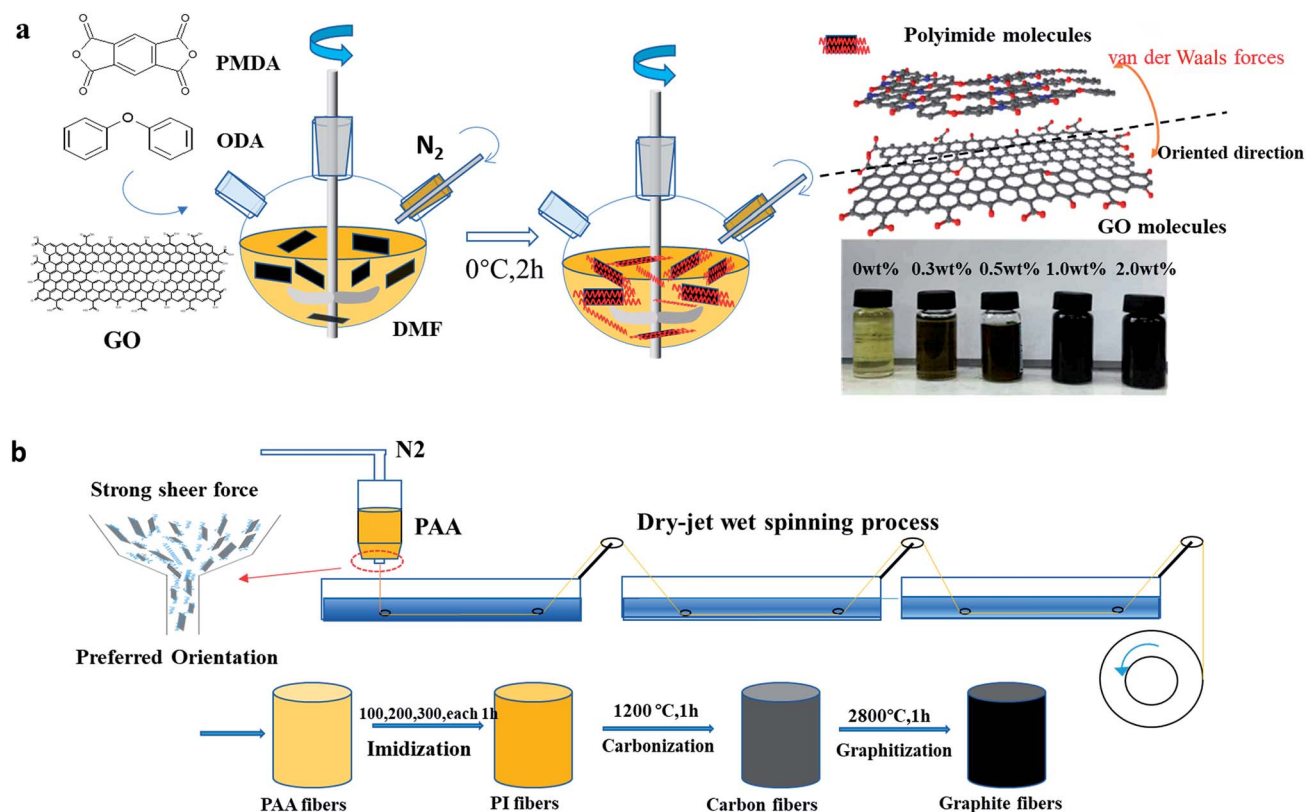 a
PMDA
ODA
GO
N₂
DMF
0°C,2h
Polyimide molecules
van der Waals forces
Oriented direction
GO molecules
0wt% 0.3wt% 0.5wt% 1.0wt% 2.0wt%
b
N2
Strong sheer force
PAA
Dry-jet wet spinning process
Preferred Orientation
100,200,300,each 1h
Imidization
1200 °C,1h
Carbonization
2800°C,1h
Graphitization
PAA fibers
PI fibers
Carbon fibers
Graphite fibers